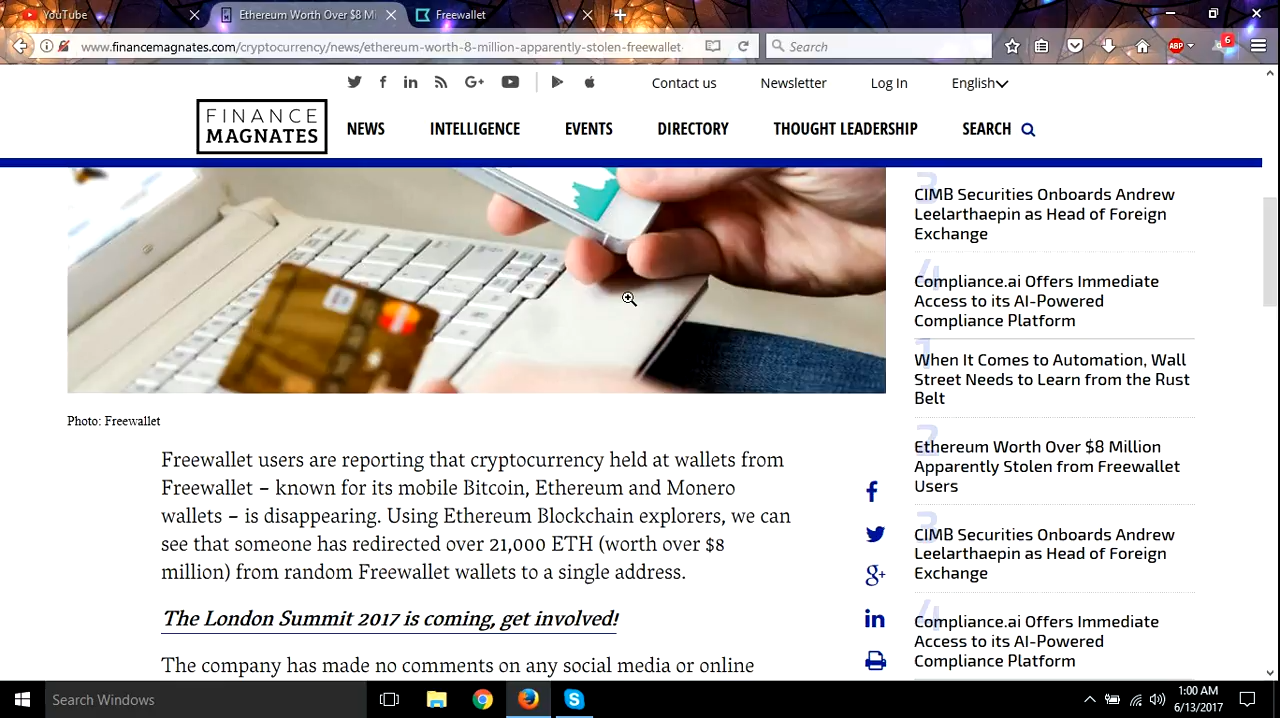 YouTube
Ethereum Worth Over $8 Mi
Freewallet
www.financemagnates.com/cryptocurrency/news/ethereum-worth-8-million-apparently-stolen-freewallet
Search
ABP
6
Contact us
Newsletter
Log In
English
FINANCE
MAGNATES
NEWS
INTELLIGENCE
EVENTS
DIRECTORY
THOUGHT LEADERSHIP
SEARCH
3
CIMB Securities Onboards Andrew
Leelarthaepin as Head of Foreign
Exchange
4
Compliance.ai Offers Immediate
Access to its AI-Powered
Compliance Platform
1
When It Comes to Automation, Wall
Street Needs to Learn from the Rust
Belt
2
Ethereum Worth Over $8 Million
Apparently Stolen from Freewallet
Users
3
CIMB Securities Onboards Andrew
Leelarthaepin as Head of Foreign
Exchange
4
Compliance.ai Offers Immediate
Access to its AI-Powered
Compliance Platform
Photo: Freewallet
Freewallet users are reporting that cryptocurrency held at wallets from
Freewallet – known for its mobile Bitcoin, Ethereum and Monero
wallets – is disappearing. Using Ethereum Blockchain explorers, we can
see that someone has redirected over 21,000 ETH (worth over $8
million) from random Freewallet wallets to a single address.
The London Summit 2017 is coming, get involved!
The company has made no comments on any social media or online
Search Windows
1:00 AM
6/13/2017